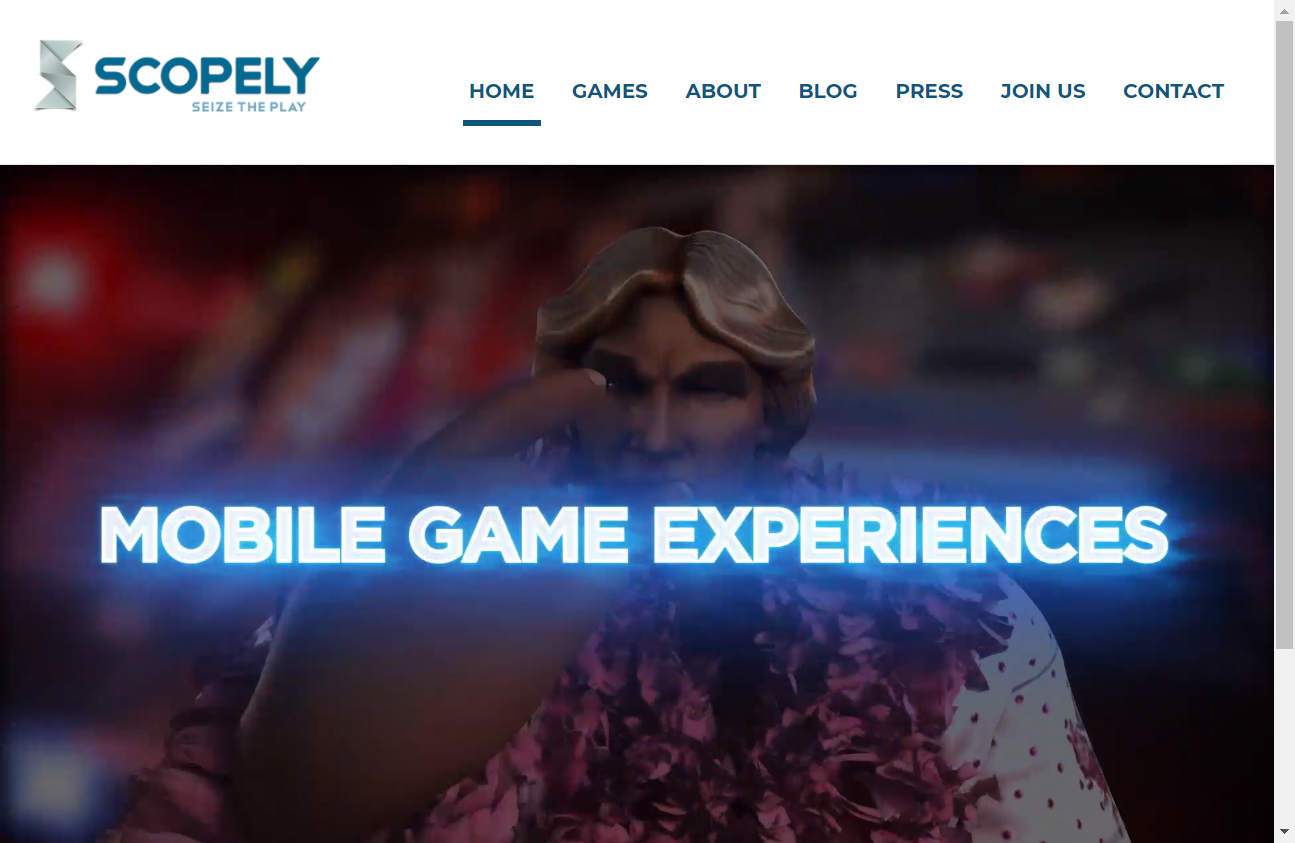 SCOPELY
SEIZE THE PLAY
HOME GAMES ABOUT BLOG PRESS JOIN US CONTACT
MOBILE GAME EXPERIENCES